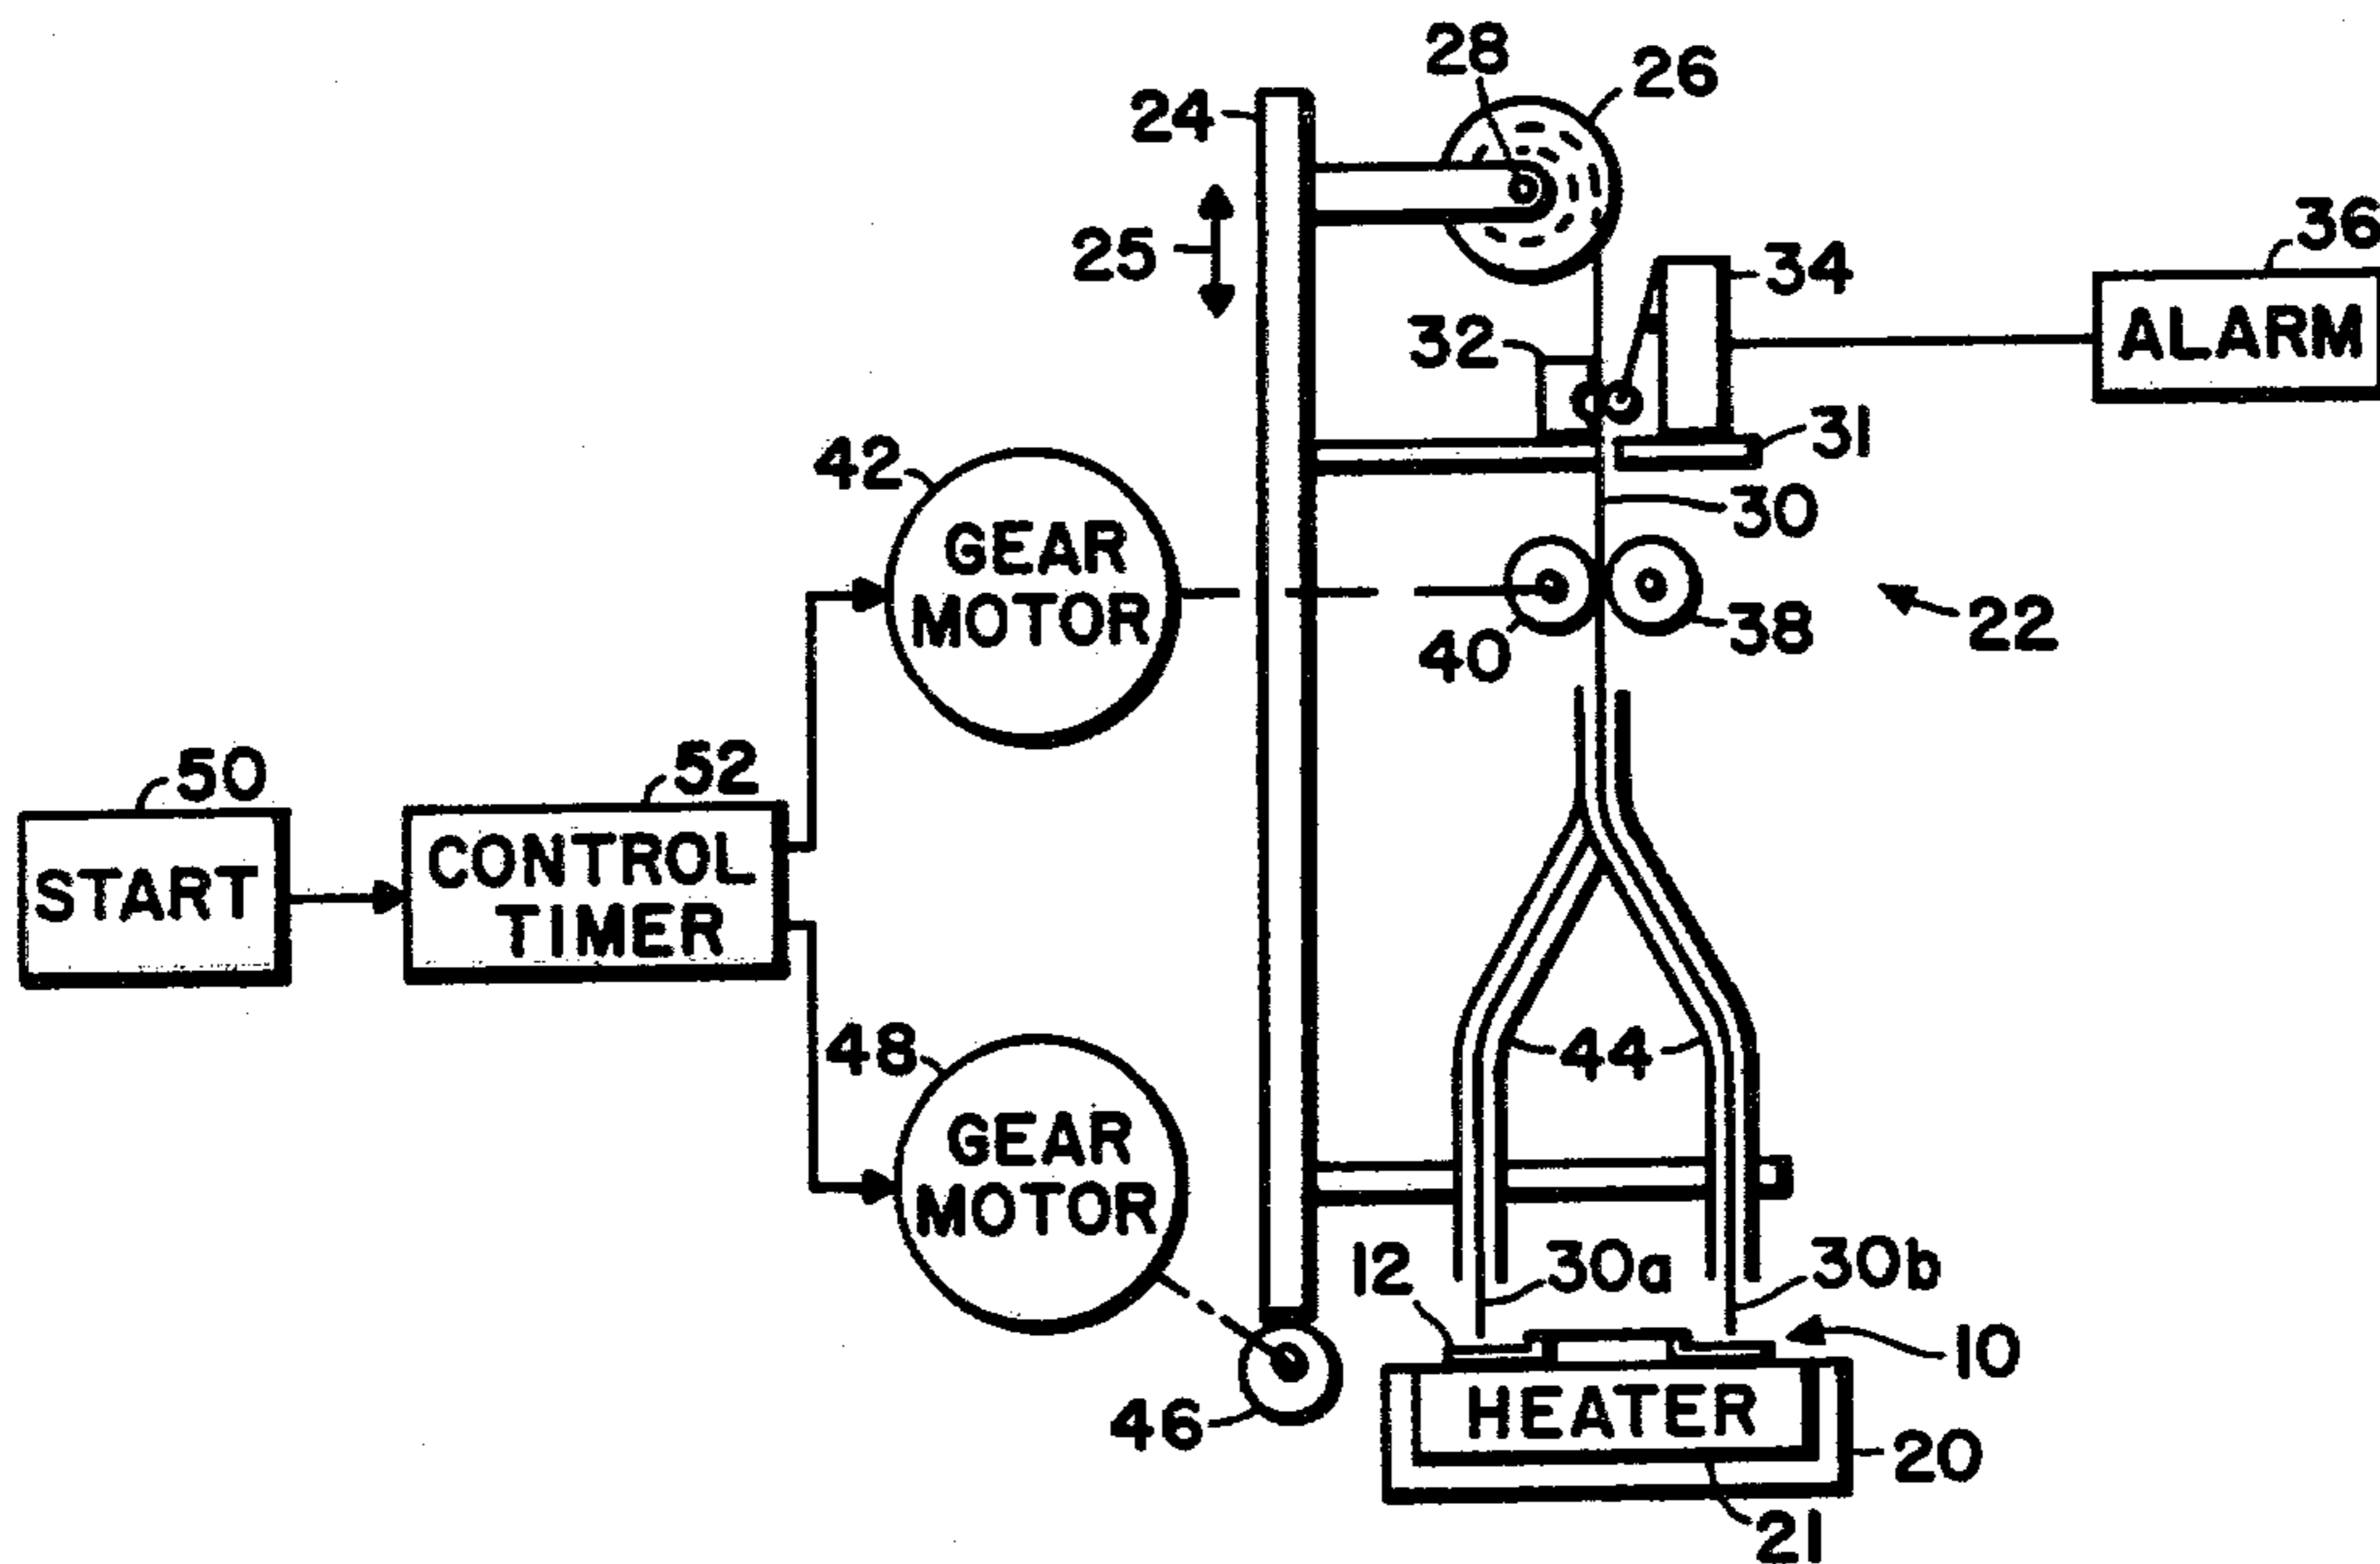 28
26
24
36
25
34
ALARM
32
31
42
30
GEAR
MOTOR
38
22
40
50
52
START
CONTROL
TIMER
48
44
GEAR
MOTOR
12
30a
30b
10
HEATER
46
20
21